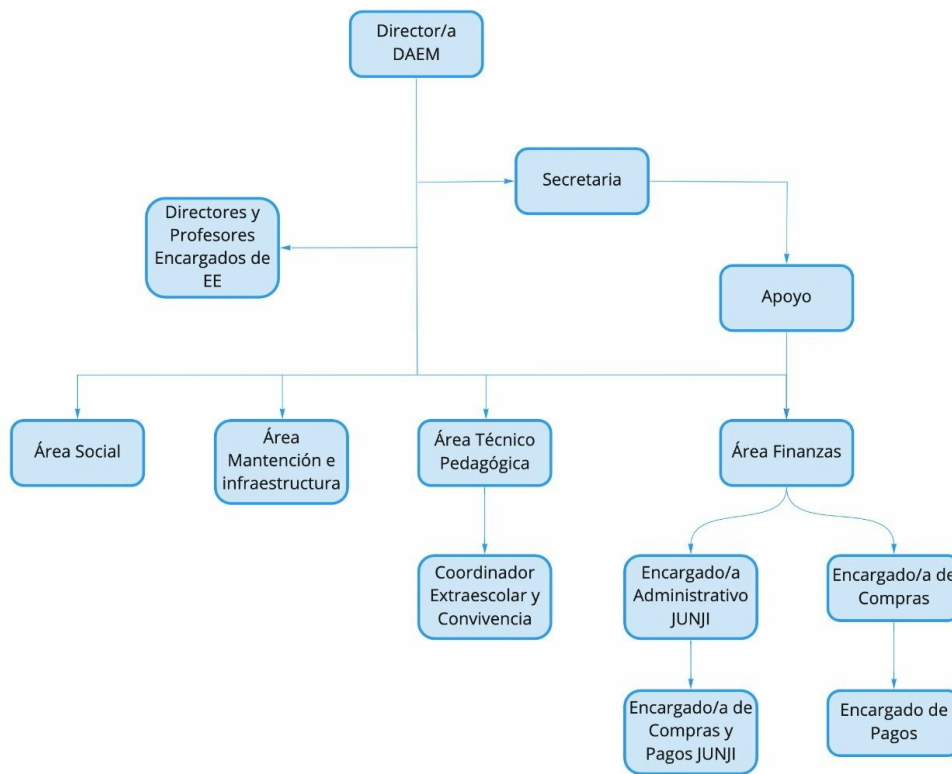 Director/a
DAEM
Secretaria
Directores y
Profesores
Encargados de
EE
Apoyo
Área Social
Área
Mantención e
infraestructura
Área Técnico
Pedagógica
Área Finanzas
Coordinador
Extraescolar y
Convivencia
Encargado/a
Administrativo
JUNJI
Encargado/a de
Compras
Encargado/a de
Compras y
Pagos JUNJI
Encargado de
Pagos